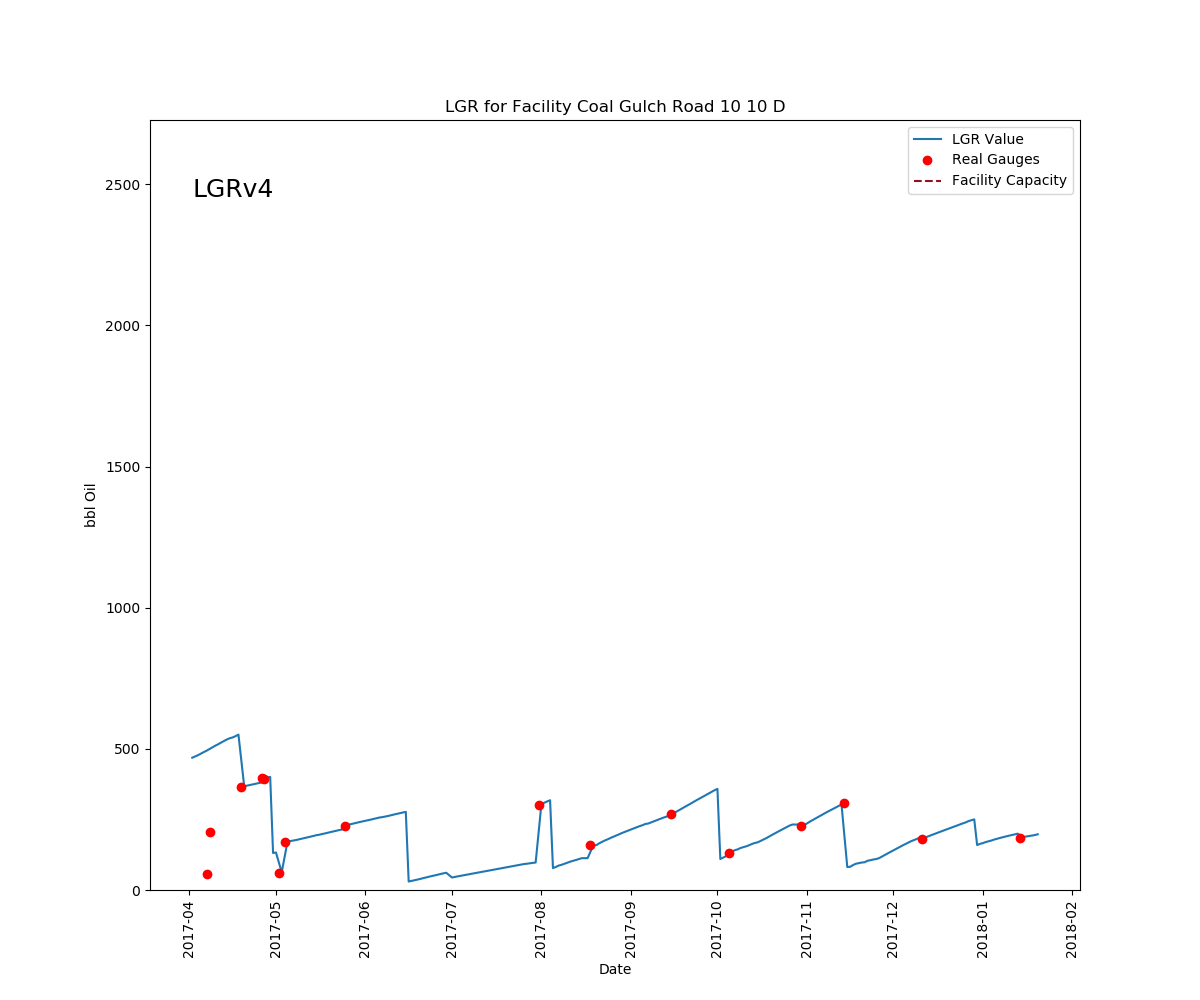 LGR for Facility Coal Gulch Road 10 10 D
LGR Value
Real Gauges
Facility Capacity
LGRv4
2500
2000
1500
1000
500
0
bbl Oil
2017-04
2017-05
2017-06
2017-07
2017-08
2017-09
2017-10
2017-11
2017-12
2018-01
2018-02
Date